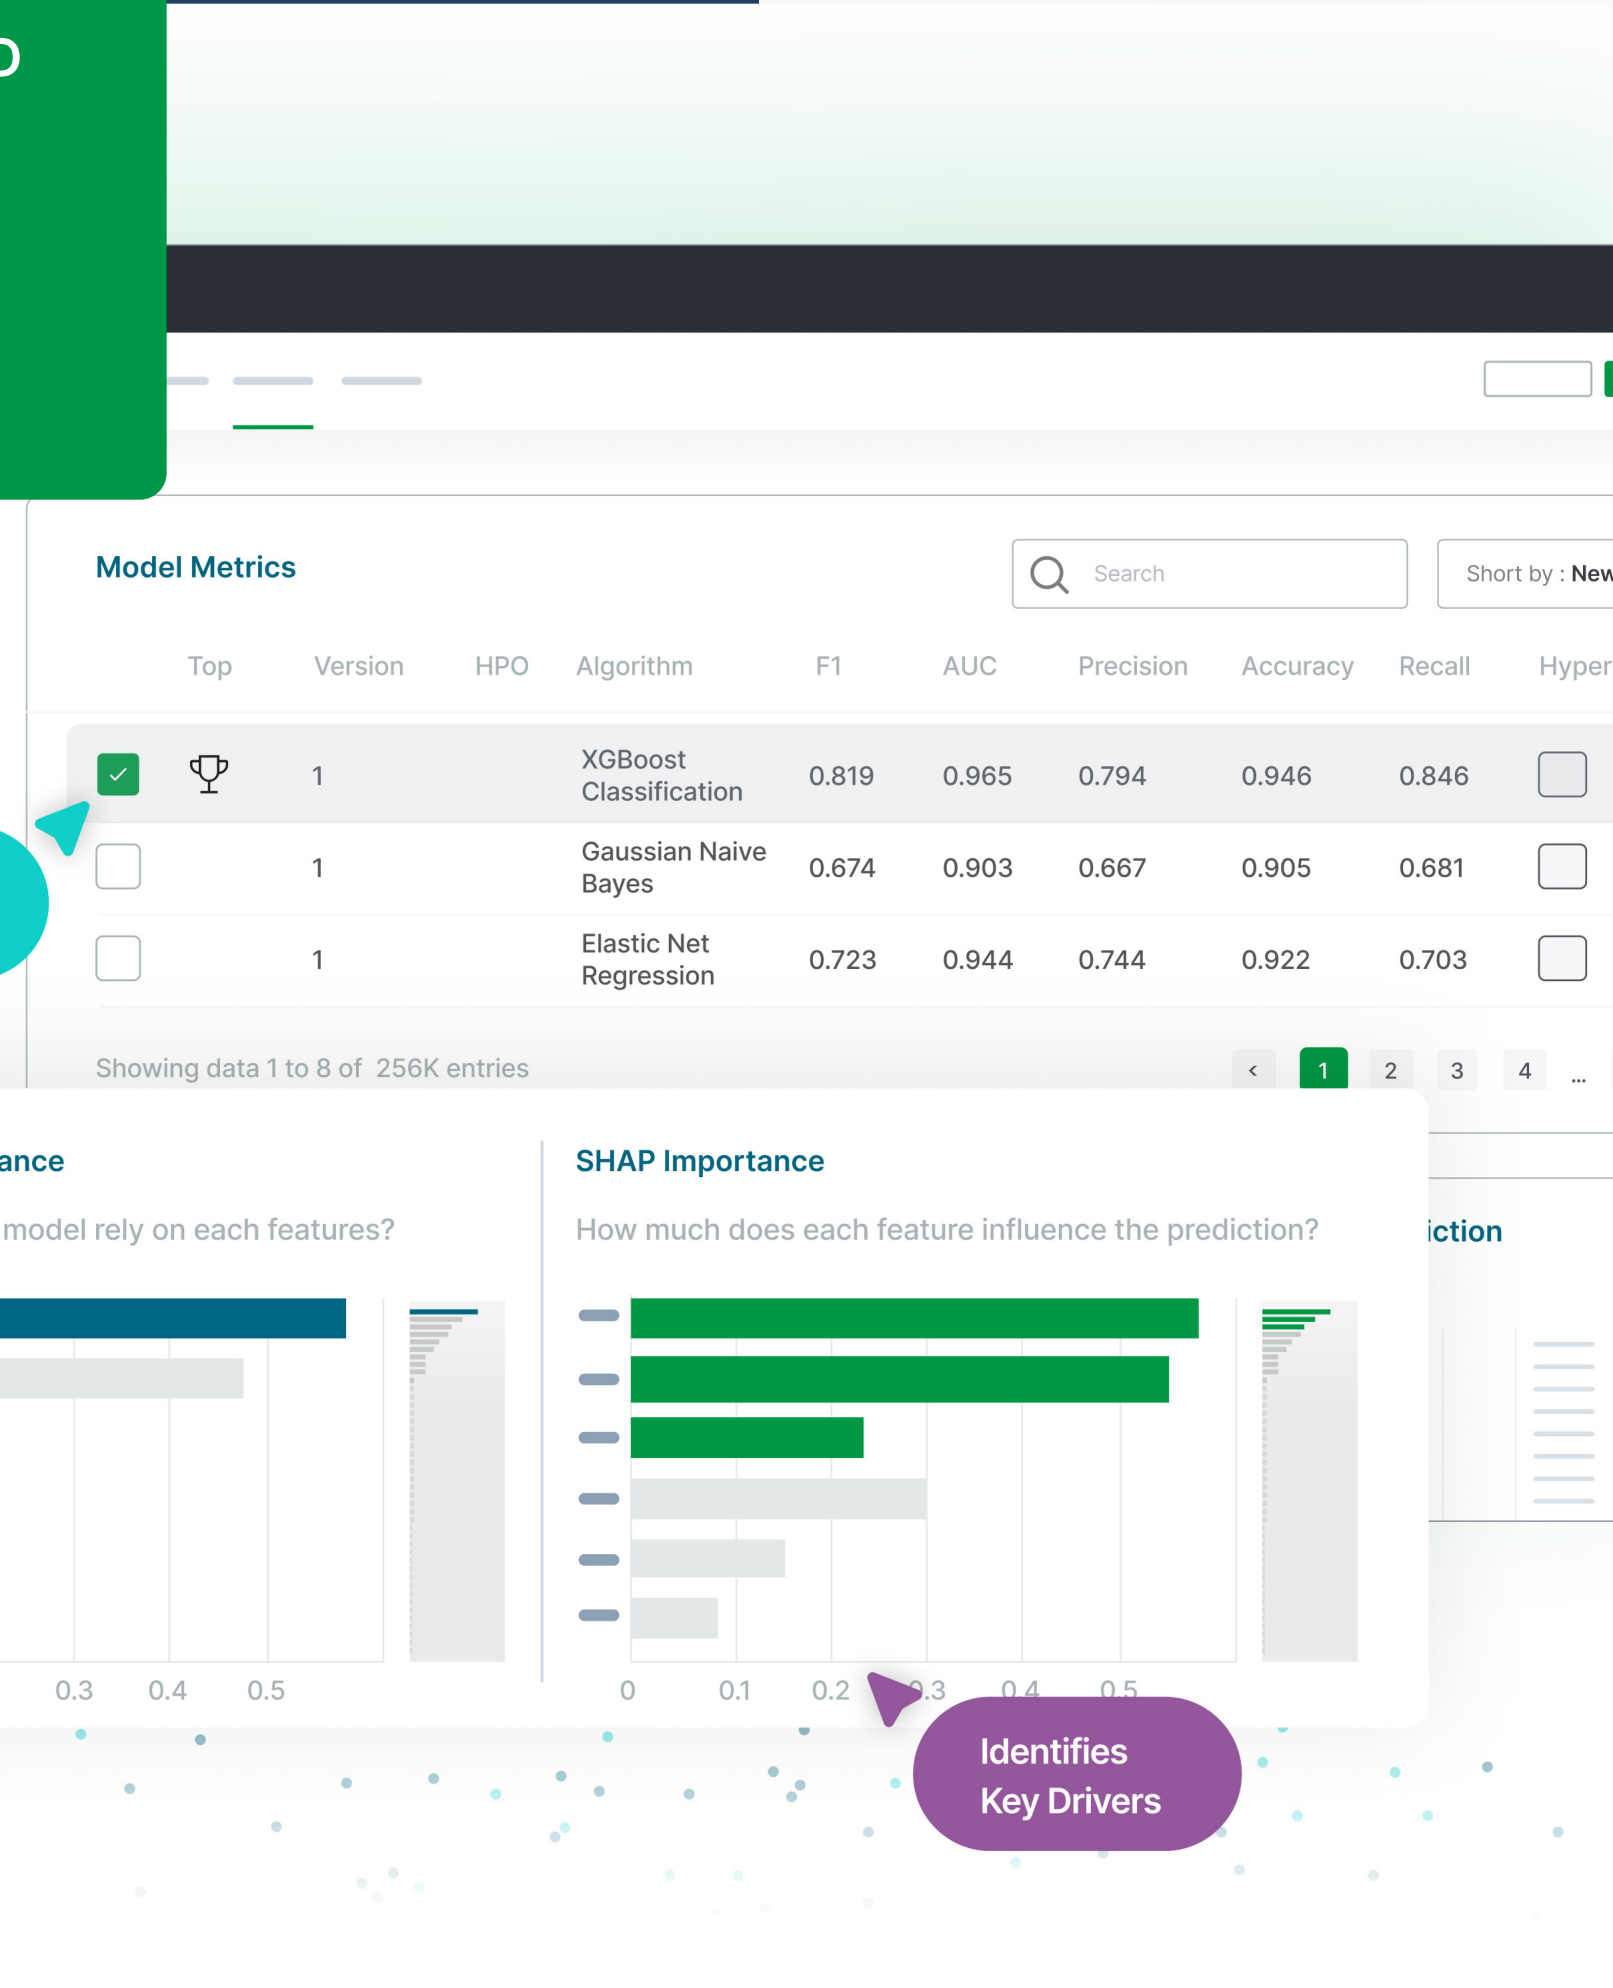 Model Metrics
Search
Short by : New
Top Version HPO Algorithm F1 AUC Precision Accuracy Recall Hyper
1 XGBoost Classification 0.819 0.965 0.794 0.946 0.846
1 Gaussian Naive Bayes 0.674 0.903 0.667 0.905 0.681
1 Elastic Net Regression 0.723 0.944 0.744 0.922 0.703
Showing data 1 to 8 of 256K entries
‹ 1 2 3 4 ...
ance
model rely on each features?
0.3 0.4 0.5
SHAP Importance
How much does each feature influence the prediction?
0 0.1 0.2 0.3 0.4 0.5
iction
Identifies
Key Drivers